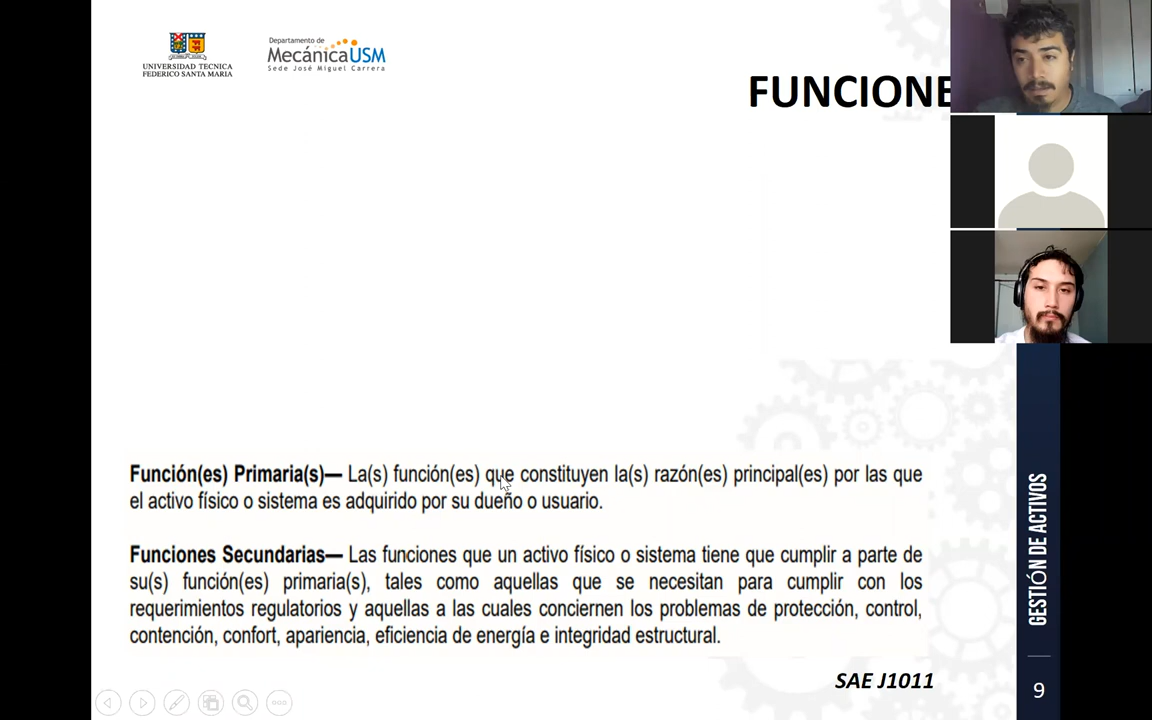 UNIVERSIDAD TECNICA
FEDERICO SANTA MARIA
Departamento de
MecánicaUSM
Sede José Miguel Carrera
FUNCIONE
Función(es) Primaria(s)— La(s) función(es) que constituyen la(s) razón(es) principal(es) por las que
el activo físico o sistema es adquirido por su dueño o usuario.
Funciones Secundarias— Las funciones que un activo físico o sistema tiene que cumplir a parte de
su(s) función(es) primaria(s), tales como aquellas que se necesitan para cumplir con los
requerimientos regulatorios y aquellas a las cuales conciernen los problemas de protección, control,
contención, confort, apariencia, eficiencia de energía e integridad estructural.
SAE J1011
GESTIÓN DE ACTIVOS
9